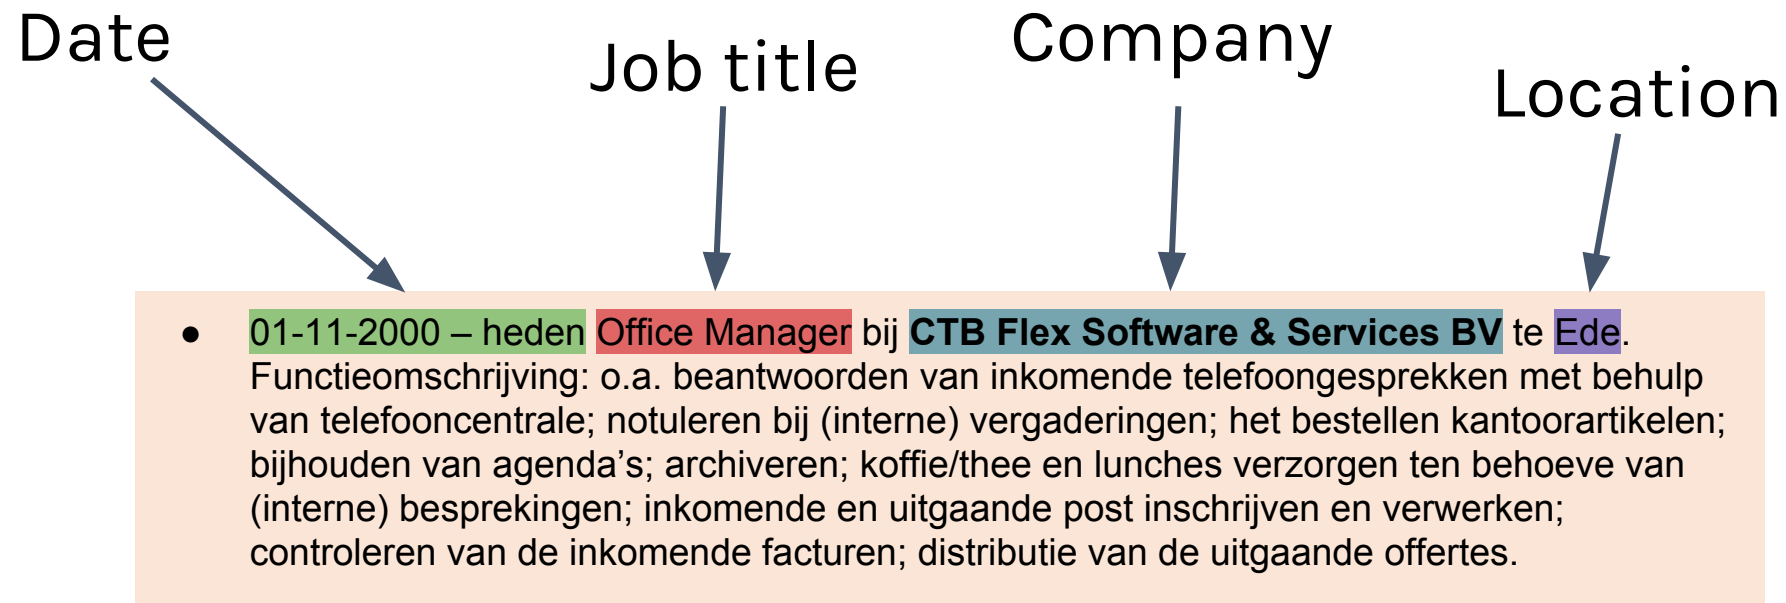 Date
Job title
Company
Location
● 01-11-2000 – heden Office Manager bij CTB Flex Software & Services BV te Ede.
Functieomschrijving: o.a. beantwoorden van inkomende telefoongesprekken met behulp
van telefooncentrale; notuleren bij (interne) vergaderingen; het bestellen kantoorartikelen;
bijhouden van agenda’s; archiveren; koffie/thee en lunches verzorgen ten behoeve van
(interne) besprekingen; inkomende en uitgaande post inschrijven en verwerken;
controleren van de inkomende facturen; distributie van de uitgaande offertes.